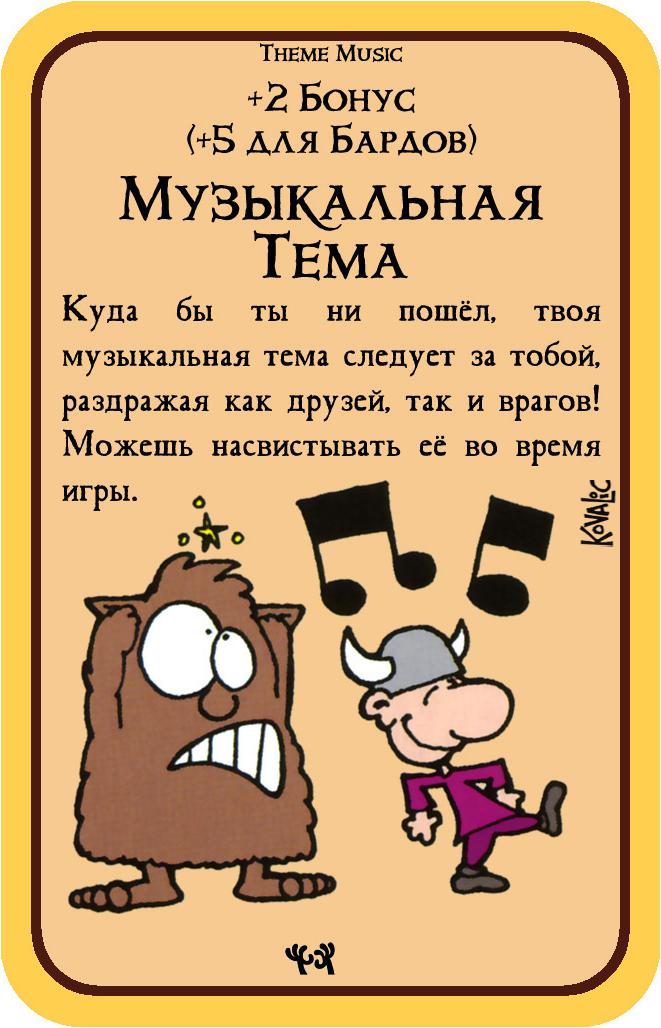 Theme Music
+2 Бонус
(+5 для Бардов)
Музыкальная
Тема
Куда бы ты ни пошёл, твоя
музыкальная тема следует за тобой,
раздражая как друзей, так и врагов!
Можешь насвистывать её во время
игры.
Kovalic